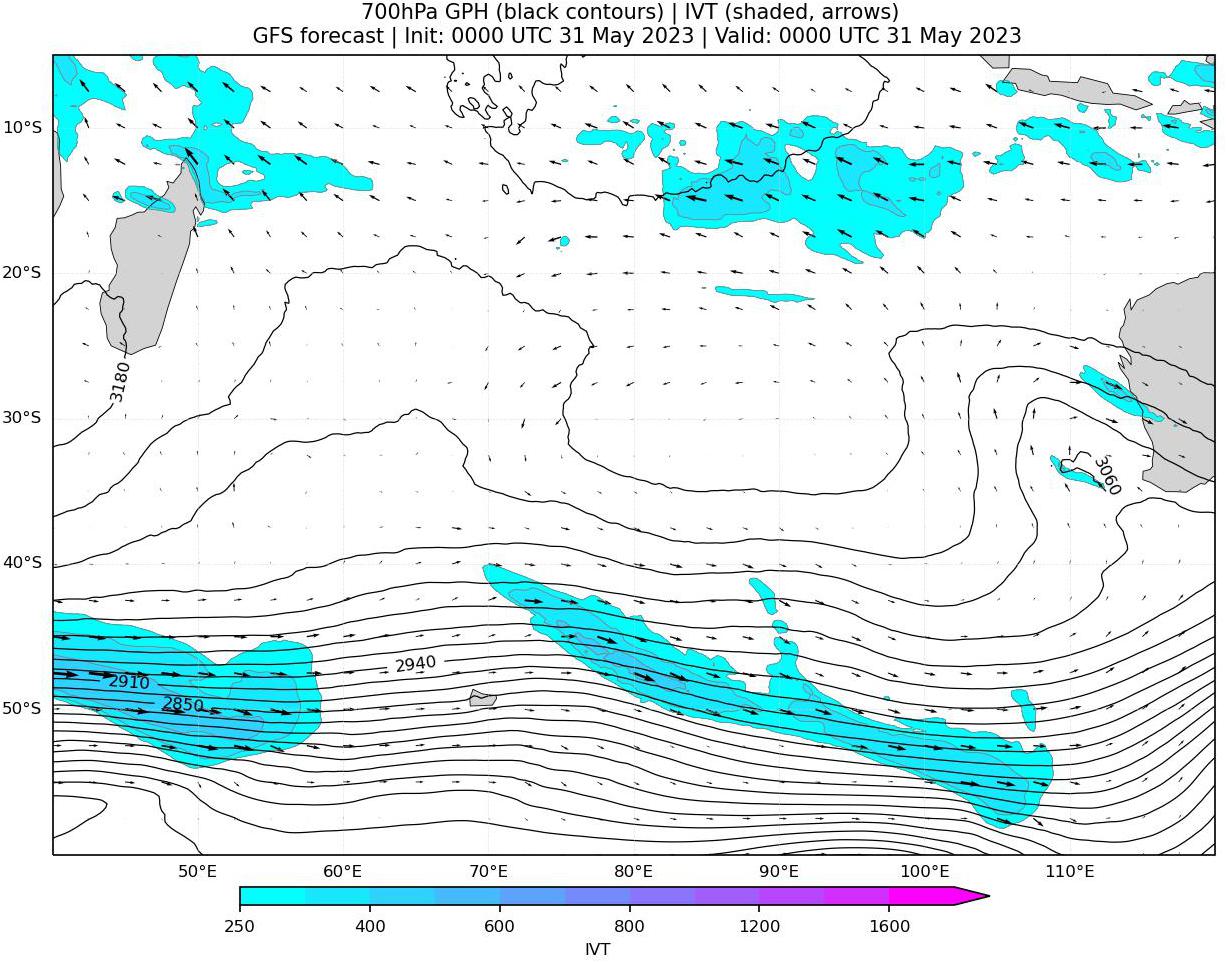 700hPa GPH (black contours) | IVT (shaded, arrows)
GFS forecast | Init: 0000 UTC 31 May 2023 | Valid: 0000 UTC 31 May 2023
10°S
20°S
3180
30°S
3060
40°S
2940
2910
2850
50°S
50°E 60°E 70°E 80°E 90°E 100°E 110°E
250 400 600 800 1200 1600
IVT